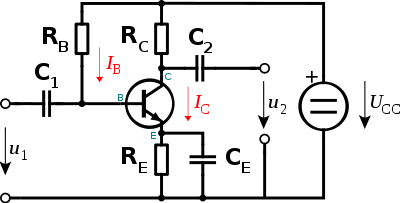 R_B
I_B
R_C
C_2
C_1
C
B
I_C
u_2
+
U_CC
E
u_1
R_E
C_E